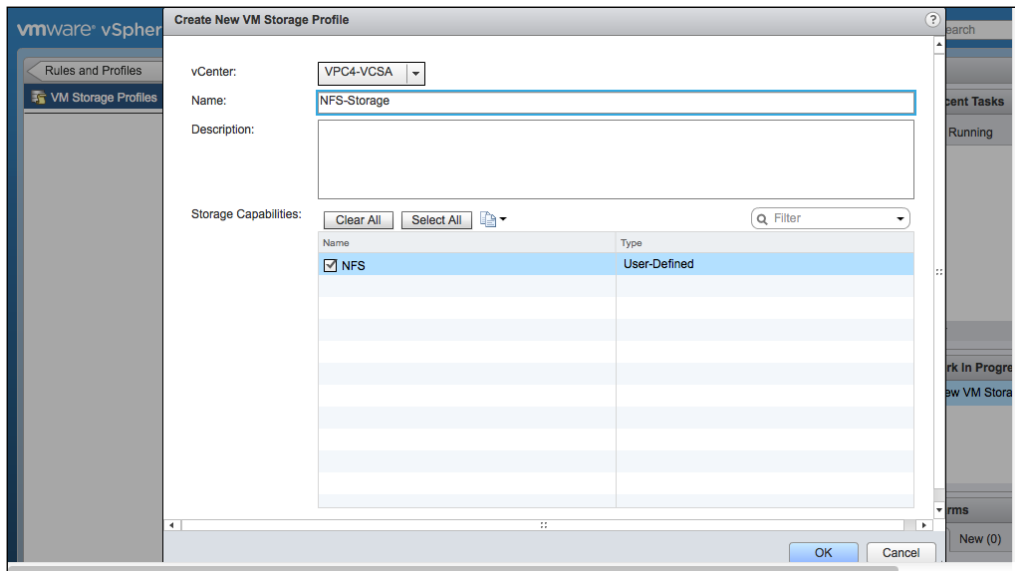 Create New VM Storage Profile
?
vmware® vSpher
earch
Rules and Profiles
VM Storage Profiles
vCenter:
VPC4-VCSA
Name:
NFS-Storage
Description:
cent Tasks
Running
Storage Capabilities:
Clear All
Select All
Filter
Name
Type
NFS
User-Defined
rk In Progre
ew VM Stora
rms
New (0)
OK
Cancel